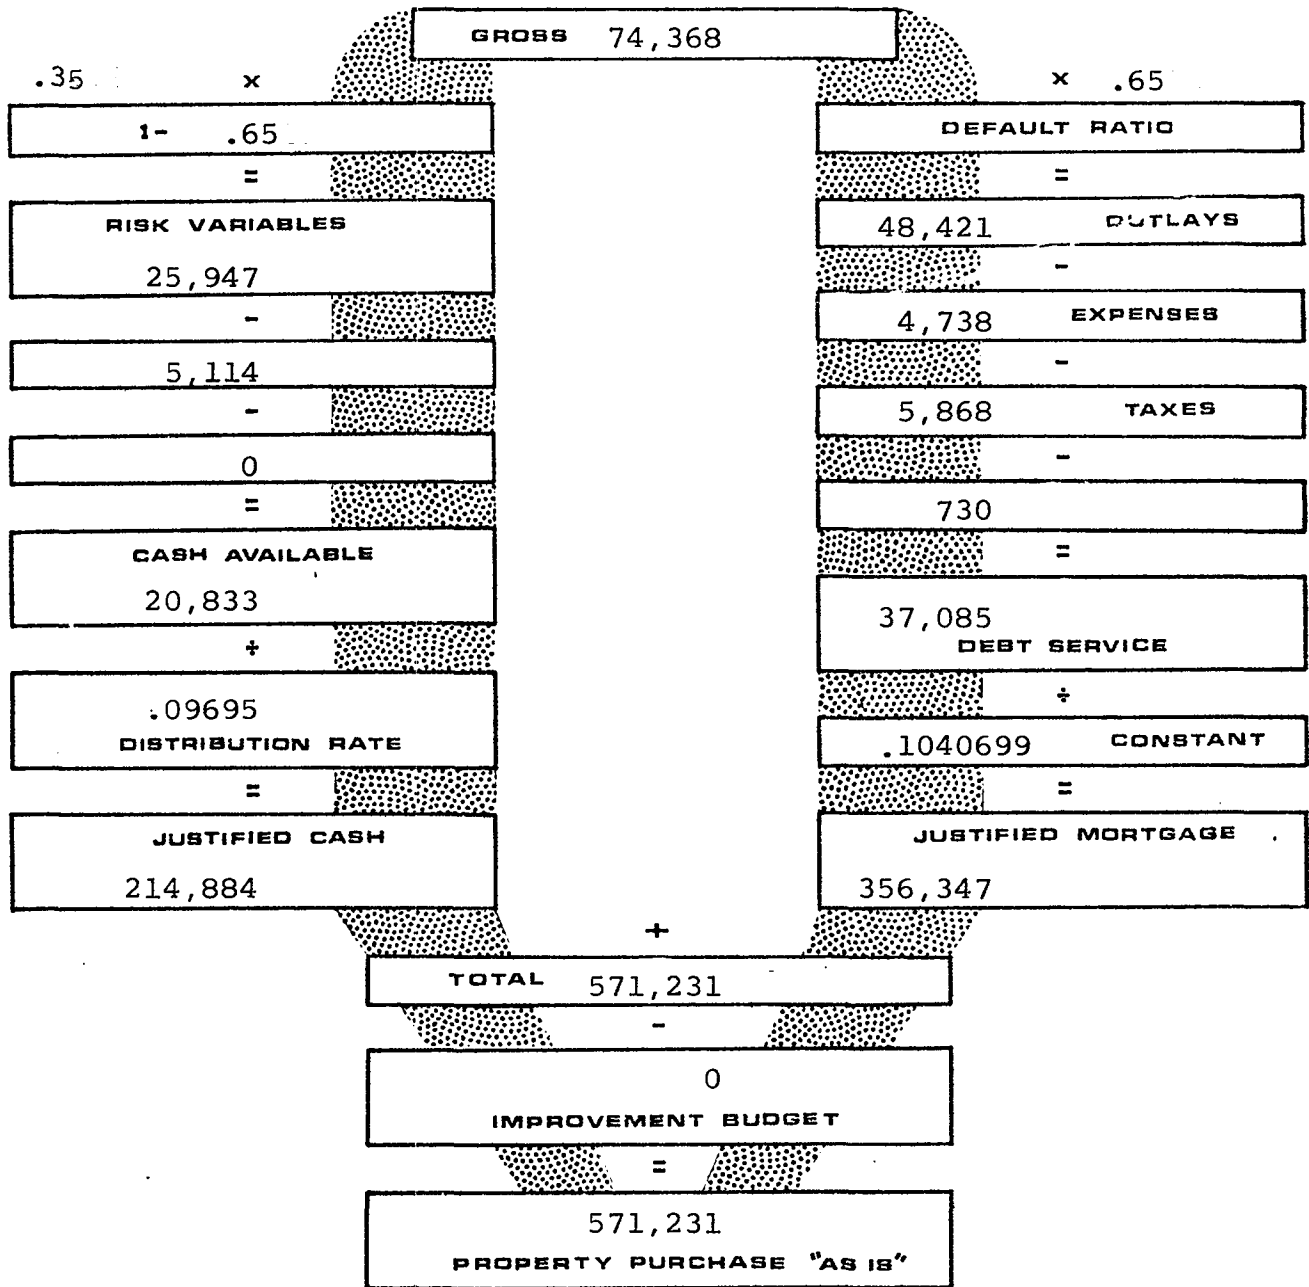 GROSS 74,368
.35 ×
1- .65
=
RISK VARIABLES
25,947
-
5,114
-
0
=
CASH AVAILABLE
20,833
÷
.09695
DISTRIBUTION RATE
=
JUSTIFIED CASH
214,884
× .65
DEFAULT RATIO
=
48,421 OUTLAYS
-
4,738 EXPENSES
-
5,868 TAXES
-
730
=
37,085
DEBT SERVICE
÷
.1040699 CONSTANT
=
JUSTIFIED MORTGAGE
356,347
+
TOTAL 571,231
-
0
IMPROVEMENT BUDGET
=
571,231
PROPERTY PURCHASE "AS IS"